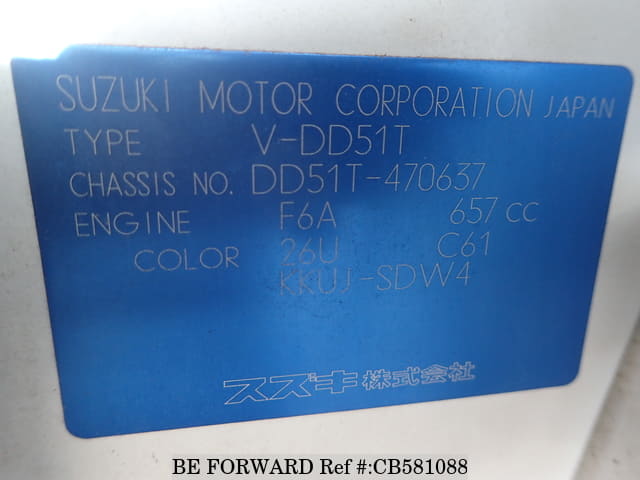 SUZUKI MOTOR CORPORATION JAPAN
TYPE V-DD51T
CHASSIS NO. DD51T-470637
ENGINE F6A 657 cc
COLOR 26U C61
KKUJ-SDW4
スズキ株式会社
BE FORWARD Ref #:CB581088